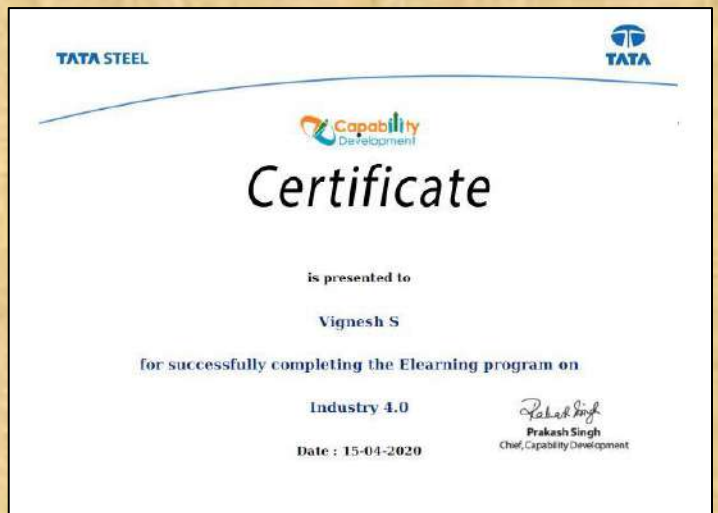 TATA STEEL
TATA
Capability
Development
Certificate
is presented to
Vignesh S
for successfully completing the Elearning program on
Industry 4.0
Prakash Singh
Prakash Singh
Chief, Capability Development
Date : 15-04-2020